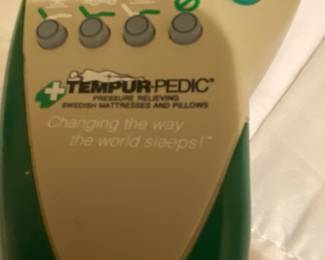 TEMPUR-PEDIC®
PRESSURE RELIEVING
SWEDISH MATTRESSES AND PILLOWS
Changing the way
the world sleeps!™